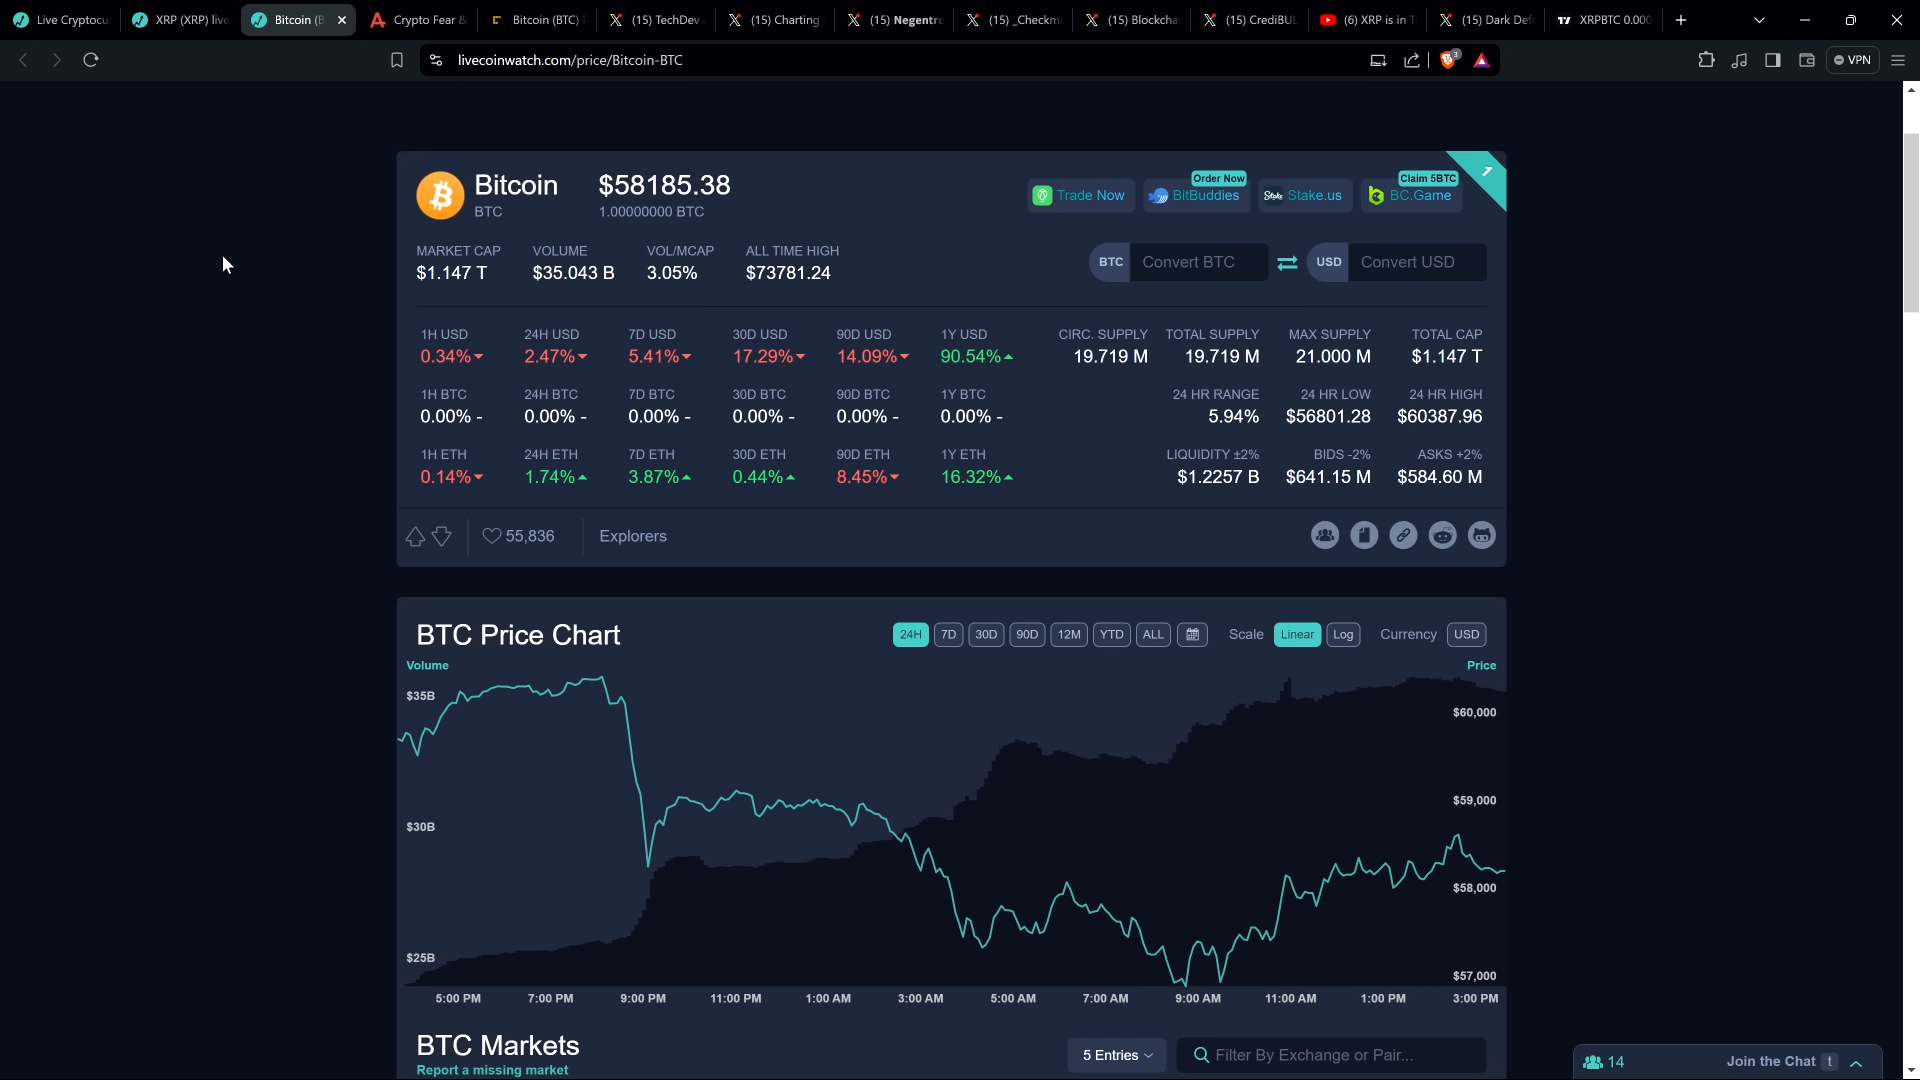 Live Cryptocu
XRP (XRP) live
Bitcoin (B
Crypto Fear &
Bitcoin (BTC)
(15) TechDev
(15) Charting
(15) Negentro
(15) _Checkma
(15) Blockcha
(15) CrediBUL
(6) XRP is in T
(15) Dark Defe
XRPBTC 0.000
livecoinwatch.com/price/Bitcoin-BTC
3
VPN
Bitcoin
BTC
$58185.38
1.00000000 BTC
Trade Now
Order Now
BitBuddies
Stake Stake.us
Claim 5BTC
BC.Game
1
MARKET CAP VOLUME VOL/MCAP ALL TIME HIGH
$1.147 T $35.043 B 3.05% $73781.24
BTC Convert BTC USD Convert USD
1H USD 24H USD 7D USD 30D USD 90D USD 1Y USD CIRC. SUPPLY TOTAL SUPPLY MAX SUPPLY TOTAL CAP
0.34% 2.47% 5.41% 17.29% 14.09% 90.54% 19.719 M 19.719 M 21.000 M $1.147 T
1H BTC 24H BTC 7D BTC 30D BTC 90D BTC 1Y BTC 24 HR RANGE 24 HR LOW 24 HR HIGH
0.00% - 0.00% - 0.00% - 0.00% - 0.00% - 0.00% - 5.94% $56801.28 $60387.96
1H ETH 24H ETH 7D ETH 30D ETH 90D ETH 1Y ETH LIQUIDITY ±2% BIDS -2% ASKS +2%
0.14% 1.74% 3.87% 0.44% 8.45% 16.32% $1.2257 B $641.15 M $584.60 M
55,836 Explorers
BTC Price Chart 24H 7D 30D 90D 12M YTD ALL Scale Linear Log Currency USD
Volume Price
$35B
$60,000
$59,000
$30B
$58,000
$25B
$57,000
5:00 PM 7:00 PM 9:00 PM 11:00 PM 1:00 AM 3:00 AM 5:00 AM 7:00 AM 9:00 AM 11:00 AM 1:00 PM 3:00 PM
BTC Markets 5 Entries Filter By Exchange or Pair...
Report a missing market
14 Join the Chat t